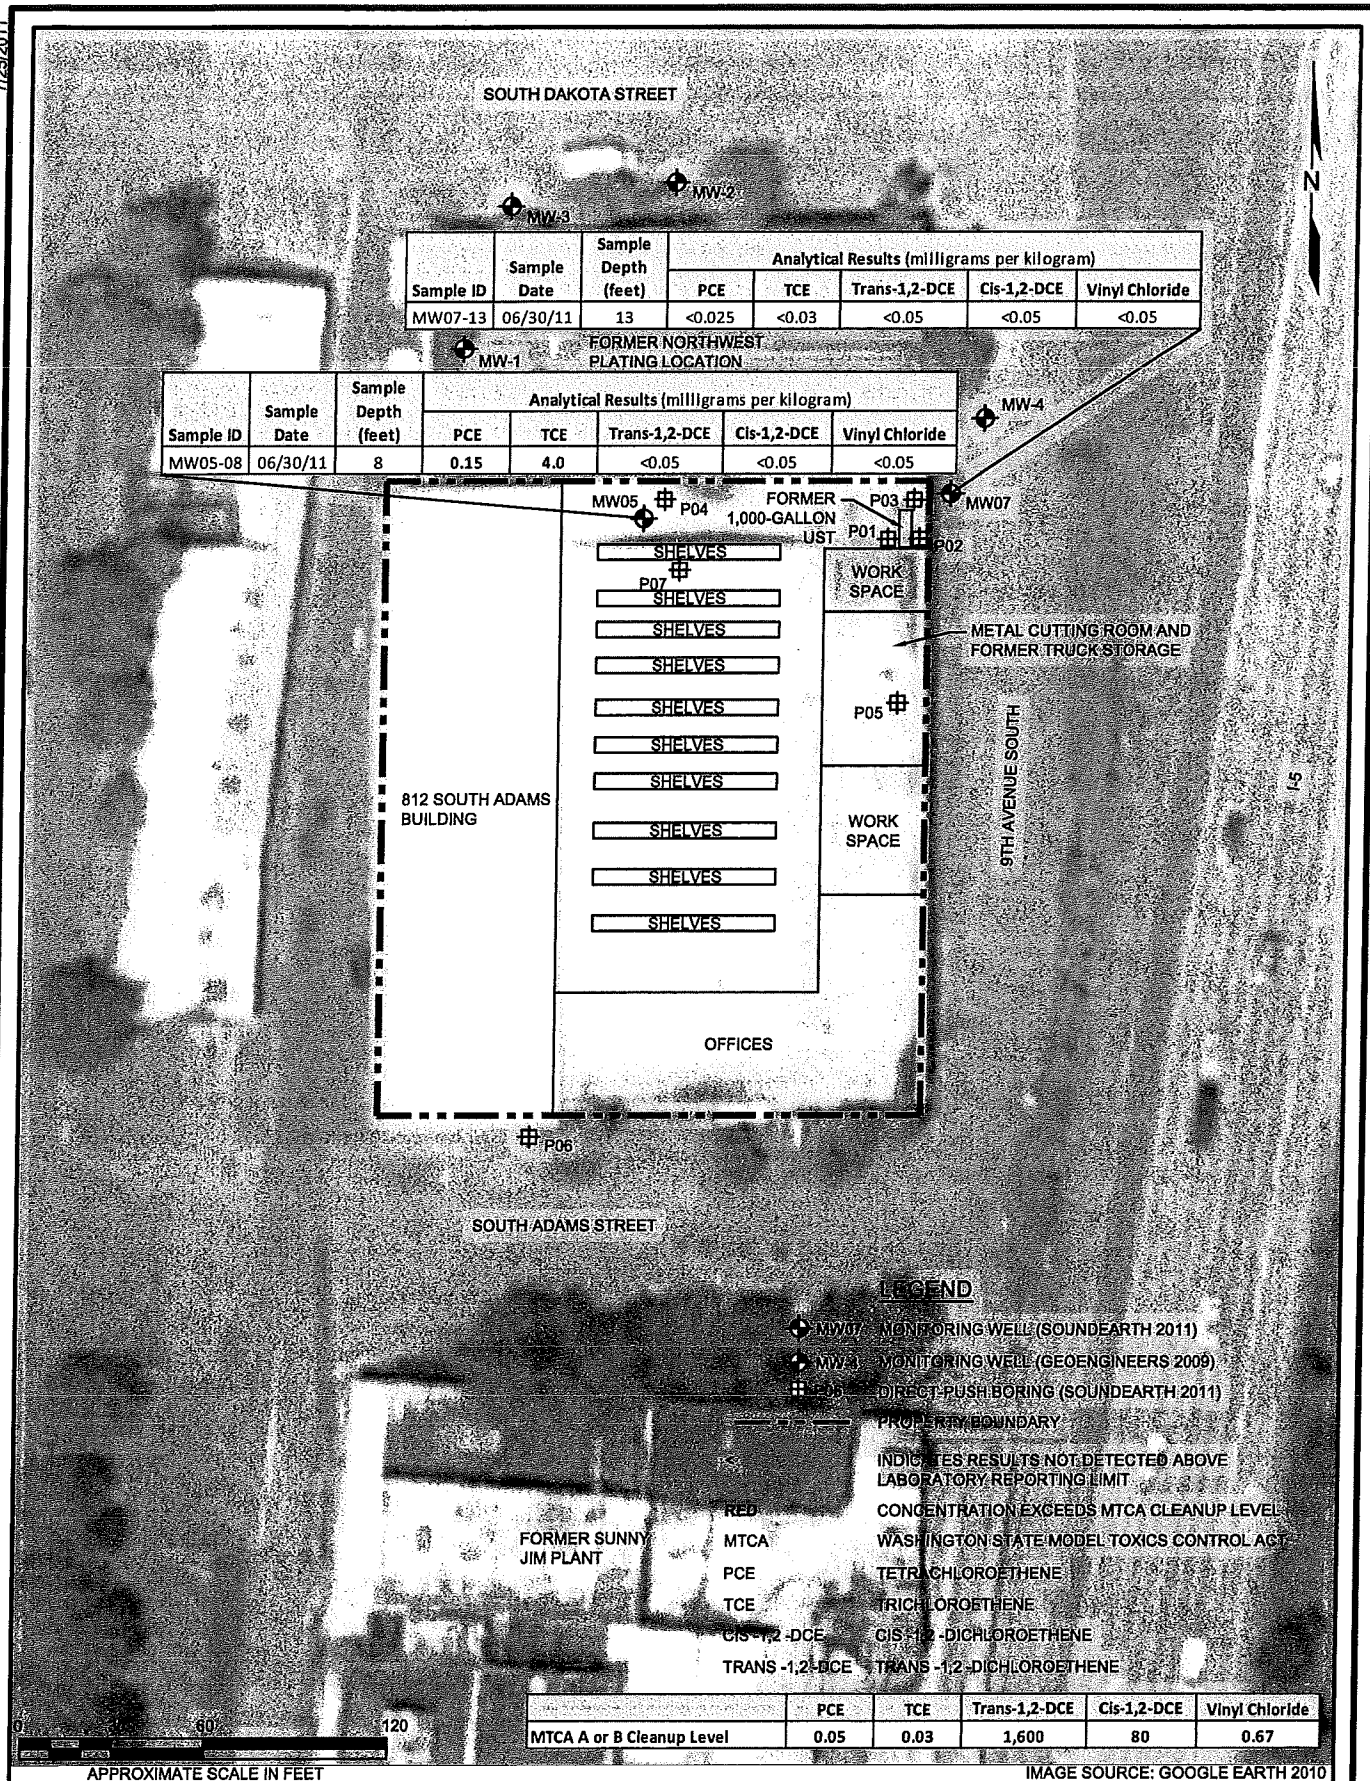 7/25/2011
SOUTH DAKOTA STREET
N
MW-2
MW-3
Sample ID Sample Date Sample Depth (feet) Analytical Results (milligrams per kilogram)
PCE TCE Trans-1,2-DCE Cis-1,2-DCE Vinyl Chloride
MW07-13 06/30/11 13 <0.025 <0.03 <0.05 <0.05 <0.05
MW-1
FORMER NORTHWEST
PLATING LOCATION
Sample ID Sample Date Sample Depth (feet) Analytical Results (milligrams per kilogram)
PCE TCE Trans-1,2-DCE Cis-1,2-DCE Vinyl Chloride
MW05-08 06/30/11 8 0.15 4.0 <0.05 <0.05 <0.05
MW-4
MW05
P04
FORMER
1,000-GALLON
UST
P03
MW07
P01
P02
SHELVES
P07
WORK
SPACE
SHELVES
SHELVES
METAL CUTTING ROOM AND
FORMER TRUCK STORAGE
SHELVES
SHELVES
P05
SHELVES
9TH AVENUE SOUTH
I-5
SHELVES
812 SOUTH ADAMS
BUILDING
SHELVES
WORK
SPACE
SHELVES
SHELVES
OFFICES
P06
SOUTH ADAMS STREET
LEGEND
MW07 MONITORING WELL (SOUNDEARTH 2011)
MW-4 MONITORING WELL (GEOENGINEERS 2009)
P06 DIRECT-PUSH BORING (SOUNDEARTH 2011)
PROPERTY BOUNDARY
< INDICATES RESULTS NOT DETECTED ABOVE
LABORATORY REPORTING LIMIT
RED CONCENTRATION EXCEEDS MTCA CLEANUP LEVEL
MTCA WASHINGTON STATE MODEL TOXICS CONTROL ACT
PCE TETRACHLOROETHENE
TCE TRICHLOROETHENE
CIS -1,2 -DCE CIS -1,2 -DICHLOROETHENE
TRANS -1,2-DCE TRANS -1,2 -DICHLOROETHENE
FORMER SUNNY
JIM PLANT
PCE TCE Trans-1,2-DCE Cis-1,2-DCE Vinyl Chloride
MTCA A or B Cleanup Level 0.05 0.03 1,600 80 0.67
0 60 120
APPROXIMATE SCALE IN FEET
IMAGE SOURCE: GOOGLE EARTH 2010